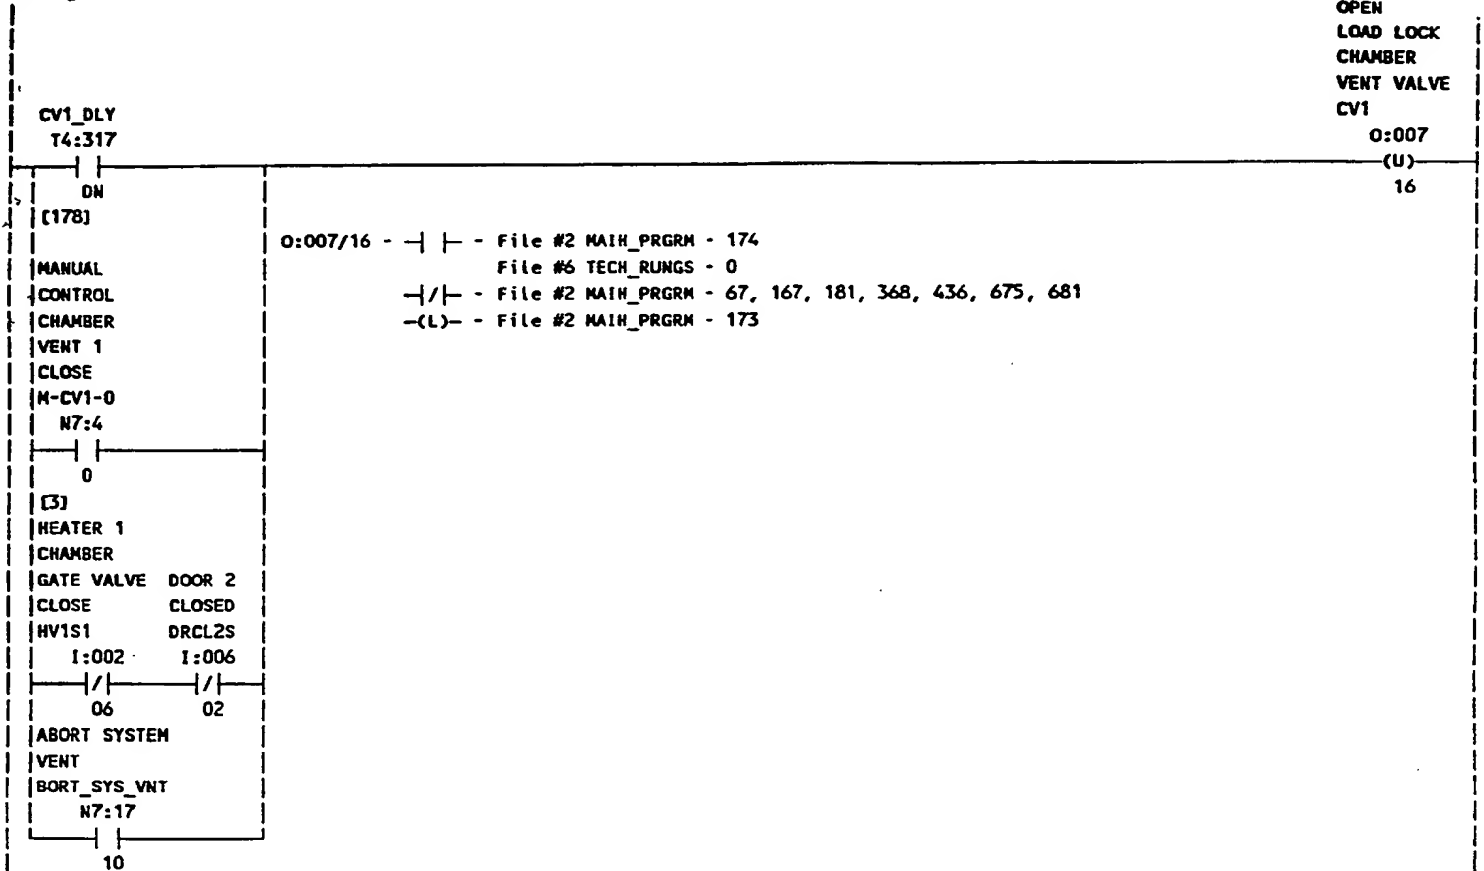 OPEN
LOAD LOCK
CHAMBER
VENT VALVE
CV1
CV1_DLY
T4:317 O:007
(U)
DN 16
[178]
O:007/16 - ┤ ├ - File #2 MAIN_PRGRM - 174
MANUAL File #6 TECH_RUNGS - 0
CONTROL ┤/├ - File #2 MAIN_PRGRM - 67, 167, 181, 368, 436, 675, 681
CHAMBER -(L)- - File #2 MAIN_PRGRM - 173
VENT 1
CLOSE
M-CV1-0
N7:4
0
[3]
HEATER 1
CHAMBER
GATE VALVE DOOR 2
CLOSE CLOSED
HV1S1 DRCL2S
I:002 I:006
06 02
ABORT SYSTEM
VENT
BORT_SYS_VNT
N7:17
10